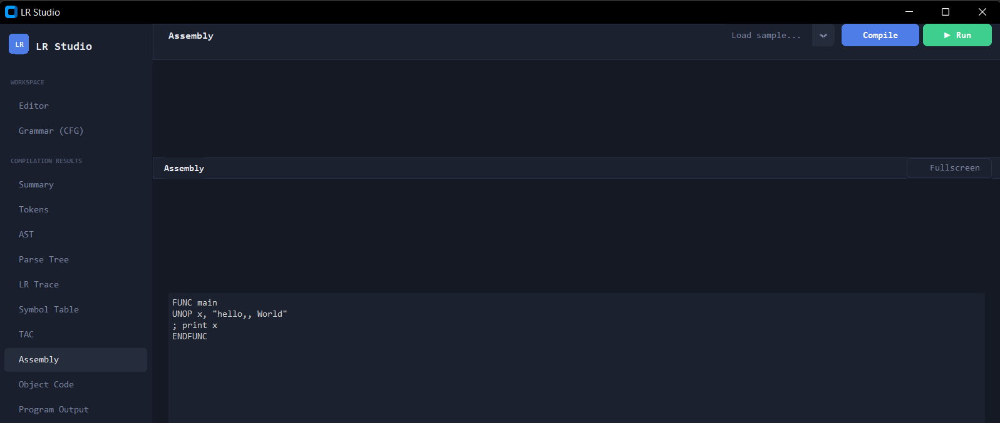 LR Studio
LR
LR Studio
WORKSPACE
Editor
Grammar (CFG)
COMPILATION RESULTS
Summary
Tokens
AST
Parse Tree
LR Trace
Symbol Table
TAC
Assembly
Object Code
Program Output
Assembly
Load sample...
Compile
▶ Run
Assembly
Fullscreen
FUNC main
UNOP x, "hello,, World"
; print x
ENDFUNC